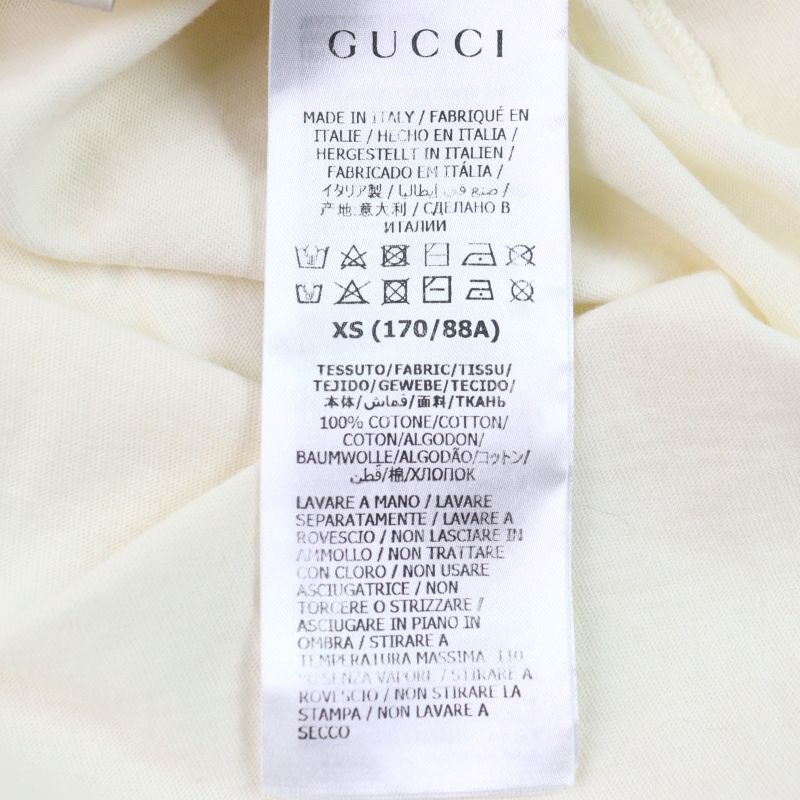 GUCCI
MADE IN ITALY / FABRIQUÉ EN
ITALIE / HECHO EN ITALIA /
HERGESTELLT IN ITALIEN /
FABRICADO EM ITÁLIA /
イタリア製 / صنع في إيطاليا /
产地:意大利 / СДЕЛАНО В
ИТАЛИИ
XS (170/88A)
TESSUTO/FABRIC/TISSU/
TEJIDO/GEWEBE/TECIDO/
本体/قماش/面料/ТКАНЬ
100% COTONE/COTTON/
COTON/ALGODON/
BAUMWOLLE/ALGODÃO/コットン/
قطن/棉/ХЛОПОК
LAVARE A MANO / LAVARE
SEPARATAMENTE / LAVARE A
ROVESCIO / NON LASCIARE IN
AMMOLLO / NON TRATTARE
CON CLORO / NON USARE
ASCIUGATRICE / NON
TORCERE O STRIZZARE /
ASCIUGARE IN PIANO IN
OMBRA / STIRARE A
TEMPERATURA MASSIMA 110
SENZA VAPORE / STIRARE A
ROVESCIO / NON STIRARE LA
STAMPA / NON LAVARE A
SECCO